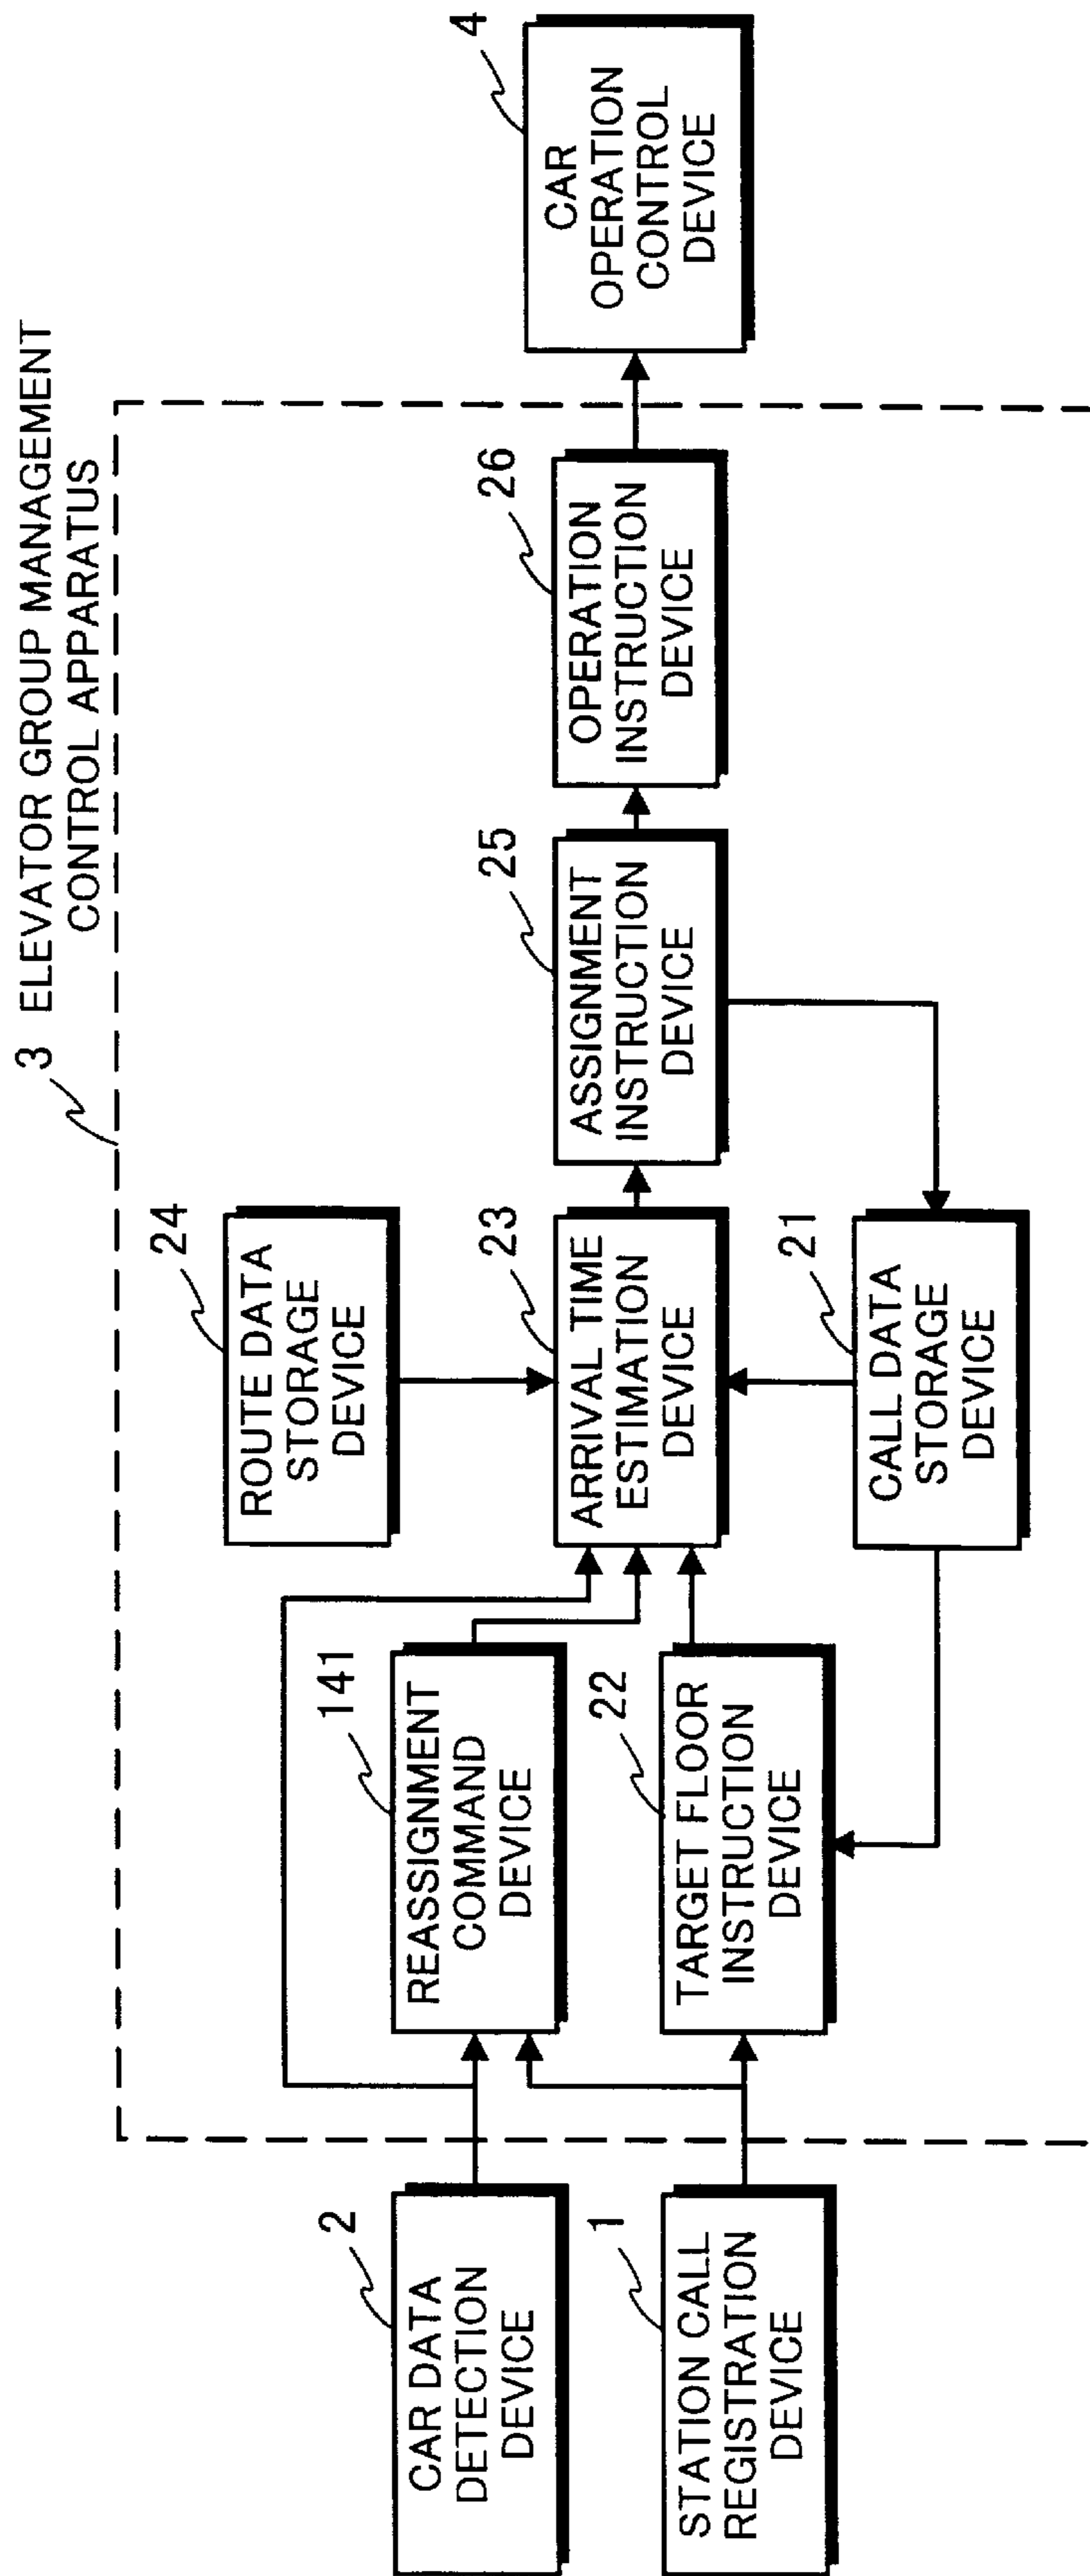 3 ELEVATOR GROUP MANAGEMENT
CONTROL APPARATUS
2
CAR DATA
DETECTION
DEVICE
1
STATION CALL
REGISTRATION
DEVICE
141
REASSIGNMENT
COMMAND
DEVICE
22
TARGET FLOOR
INSTRUCTION
DEVICE
24
ROUTE DATA
STORAGE
DEVICE
23
ARRIVAL TIME
ESTIMATION
DEVICE
21
CALL DATA
STORAGE
DEVICE
25
ASSIGNMENT
INSTRUCTION
DEVICE
26
OPERATION
INSTRUCTION
DEVICE
4
CAR
OPERATION
CONTROL
DEVICE